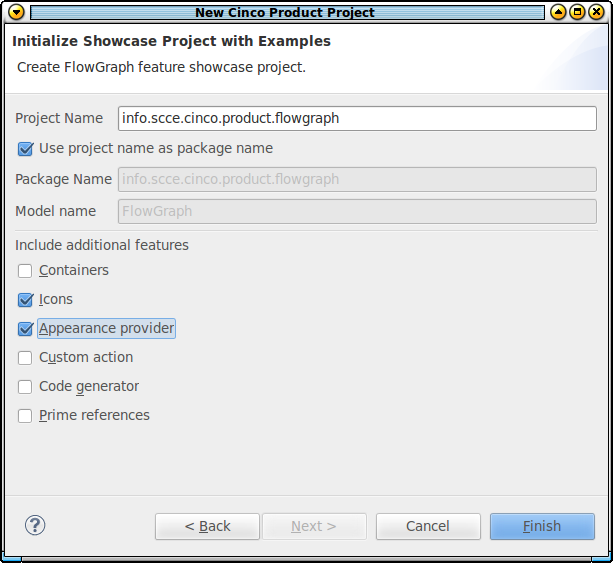 New Cinco Product Project
Initialize Showcase Project with Examples
Create FlowGraph feature showcase project.
Project Name info.scce.cinco.product.flowgraph
Use project name as package name
Package Name info.scce.cinco.product.flowgraph
Model name FlowGraph
Include additional features
Containers
Icons
Appearance provider
Custom action
Code generator
Prime references
? < Back Next > Cancel Finish